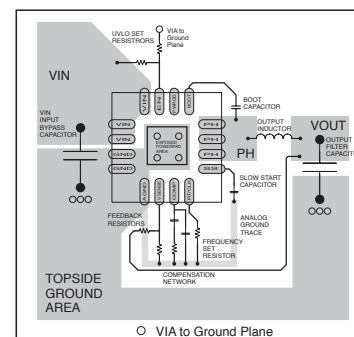 VIA to
Ground
Plane
UVLO SET
RESISTRORS
VIN
VIN
EN
PWRGD
BOOT
BOOT
CAPACITOR
VIN
INPUT
BYPASS
CAPACITOR
VIN
VIN
GND
GND
EXPOSED
POWERPAD
AREA
PH
PH
PH
SS
PH
OUTPUT
INDUCTOR
VOUT
OUTPUT
FILTER
CAPACITOR
SLOW START
CAPACITOR
AGND
VSENSE
COMP
RT/CLK
FEEDBACK
RESISTORS
ANALOG
GROUND
TRACE
FREQUENCY
SET
RESISTOR
COMPENSATION
NETWORK
TOPSIDE
GROUND
AREA
VIA to Ground Plane